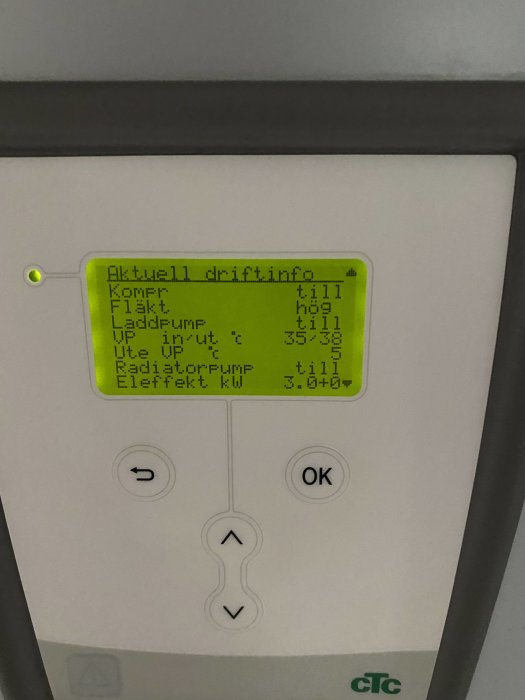 Aktuell driftinfo
Kompr till
Fläkt hög
Laddpump till
VP in/ut °c 35/38
Ute VP °c 5
Radiatorpump till
Eleffekt kW 3.0+0
OK
CTC